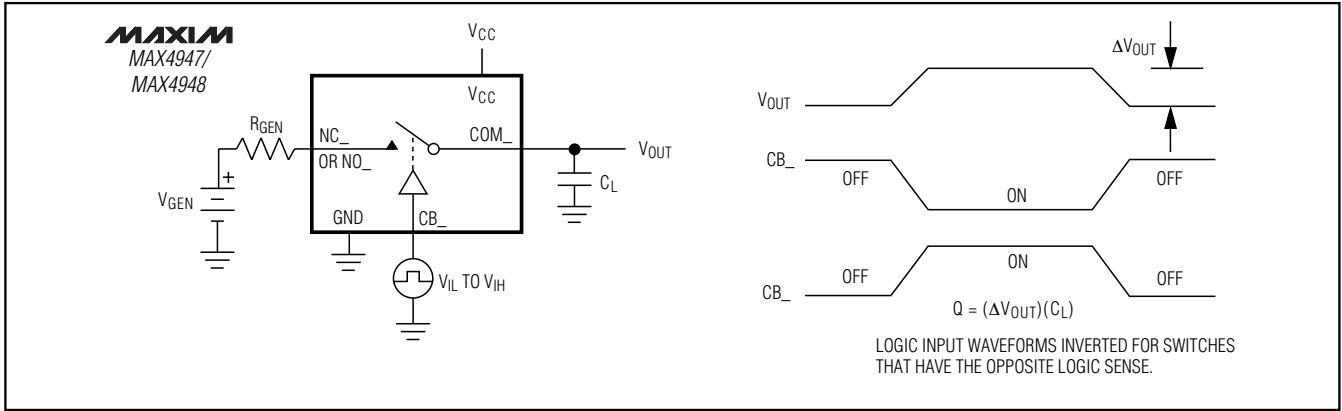 MAXIM
MAX4947/
MAX4948
VCC
VCC
RGEN
NC_
OR NO_
COM_
VOUT
CL
+
VGEN
GND
CB_
VIL TO VIH
ΔVOUT
VOUT
CB_
OFF
ON
OFF
CB_
OFF
ON
OFF
Q = (ΔVOUT)(CL)
LOGIC INPUT WAVEFORMS INVERTED FOR SWITCHES
THAT HAVE THE OPPOSITE LOGIC SENSE.